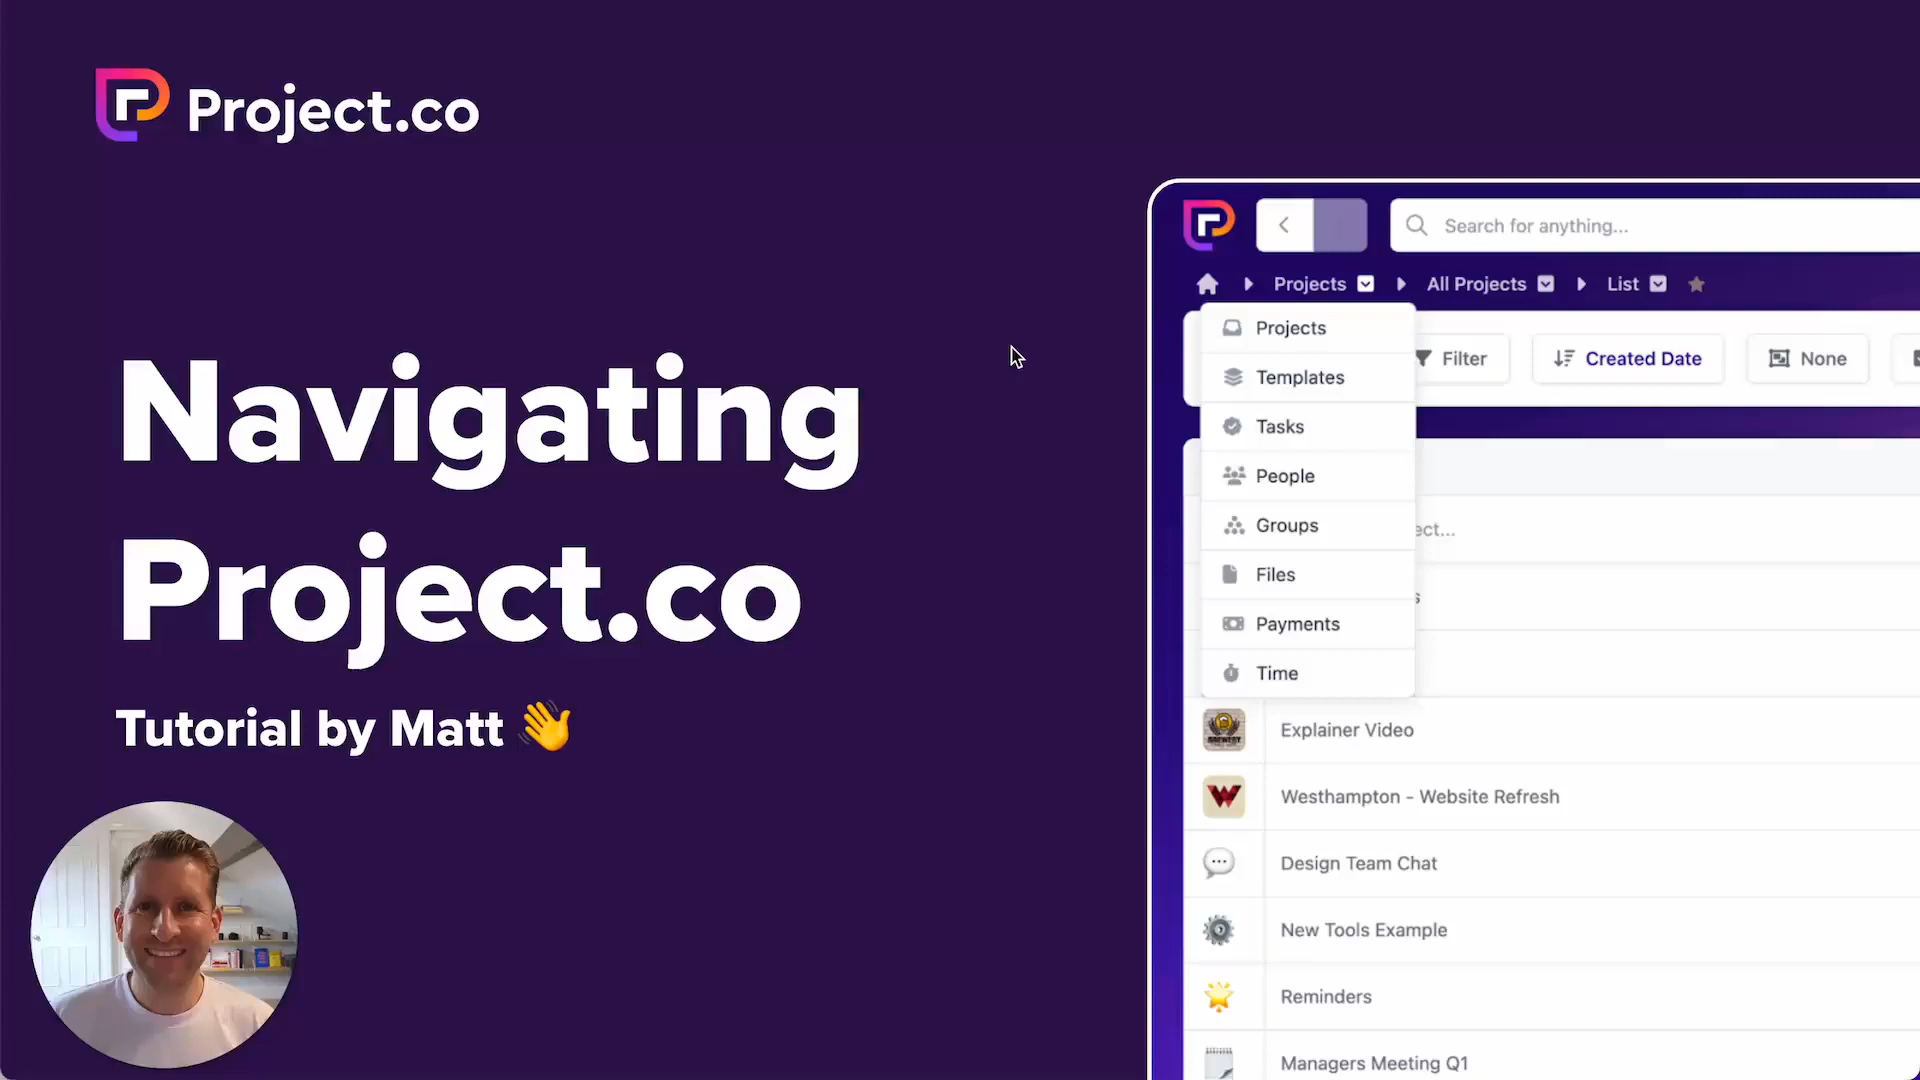 Project.co
Navigating
Project.co
Tutorial by Matt 👋
Search for anything...
Projects All Projects List
Projects
Filter Created Date None
Templates
Tasks
People
Groups
Files
Payments
Time
Explainer Video
Westhampton - Website Refresh
Design Team Chat
New Tools Example
Reminders
Managers Meeting Q1